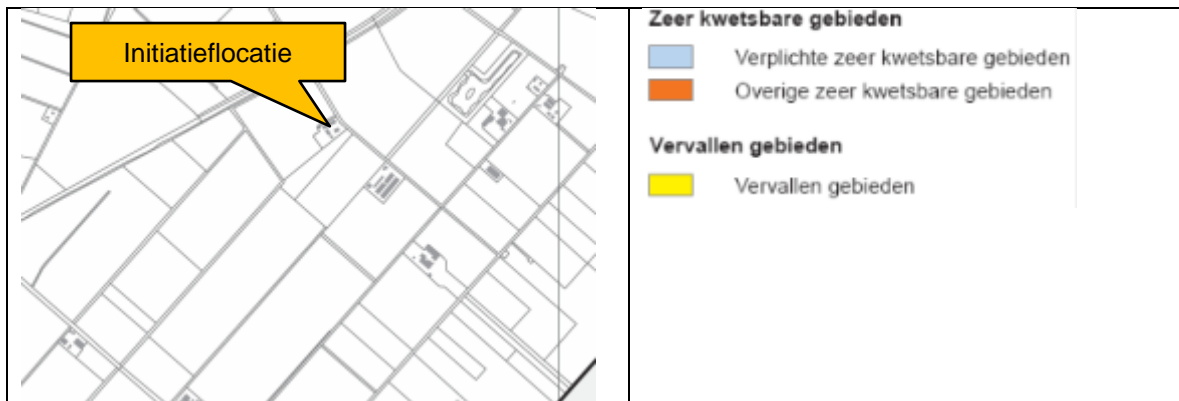 Initiatieflocatie
Zeer kwetsbare gebieden
Verplichte zeer kwetsbare gebieden
Overige zeer kwetsbare gebieden
Vervallen gebieden
Vervallen gebieden